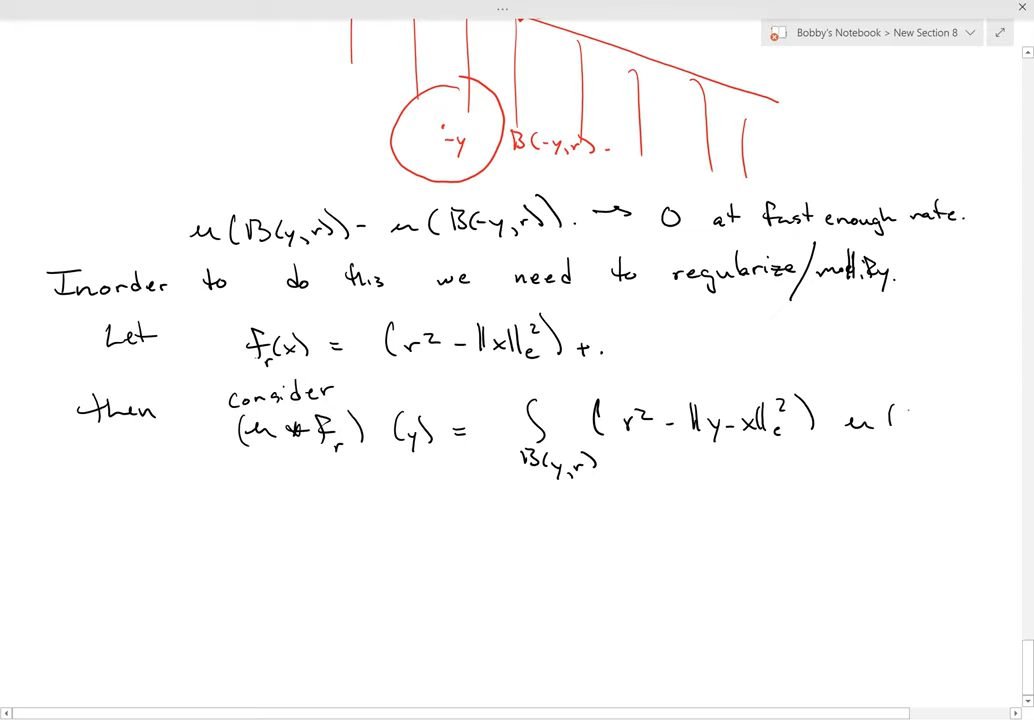 Bobby's Notebook > New Section 8
-y B(-y,r).
μ(B(y,r)) - μ(B(-y,r)). → 0 at fast enough rate.
Inorder to do this we need to regularize/mollify.
Let f_r(x) = (r² - ||x||_e²)+.
then consider
(μ * f_r)(y) = ∫_{B(y,r)} (r² - ||y-x||_e²) μ(